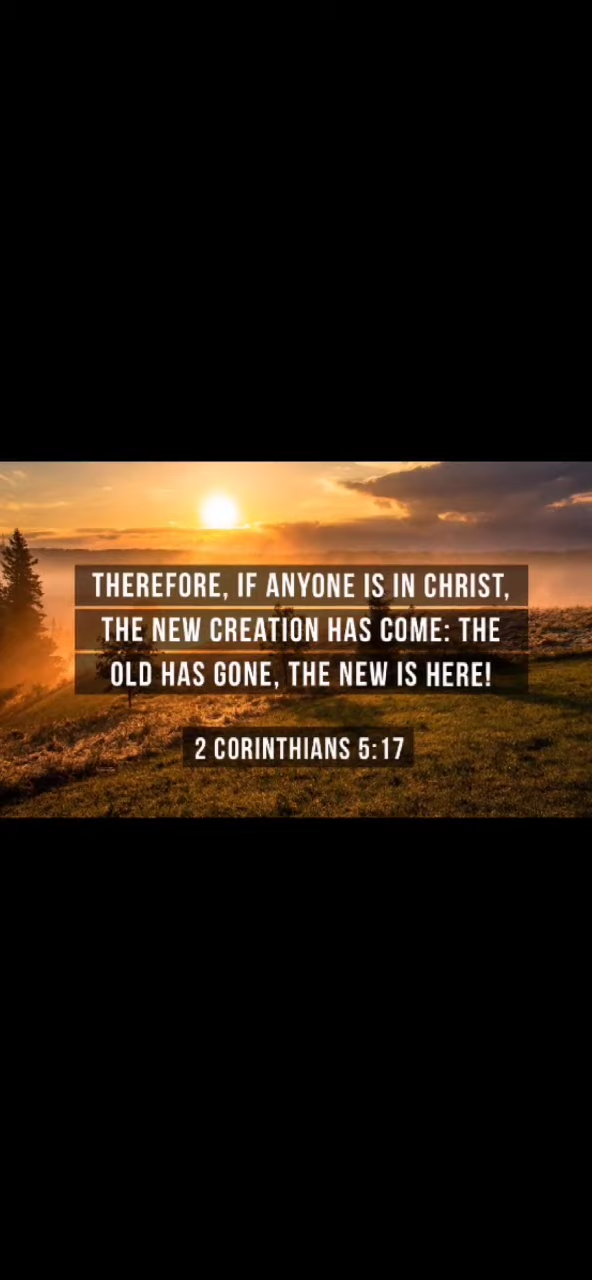 THEREFORE, IF ANYONE IS IN CHRIST,
THE NEW CREATION HAS COME: THE
OLD HAS GONE, THE NEW IS HERE!
2 CORINTHIANS 5:17